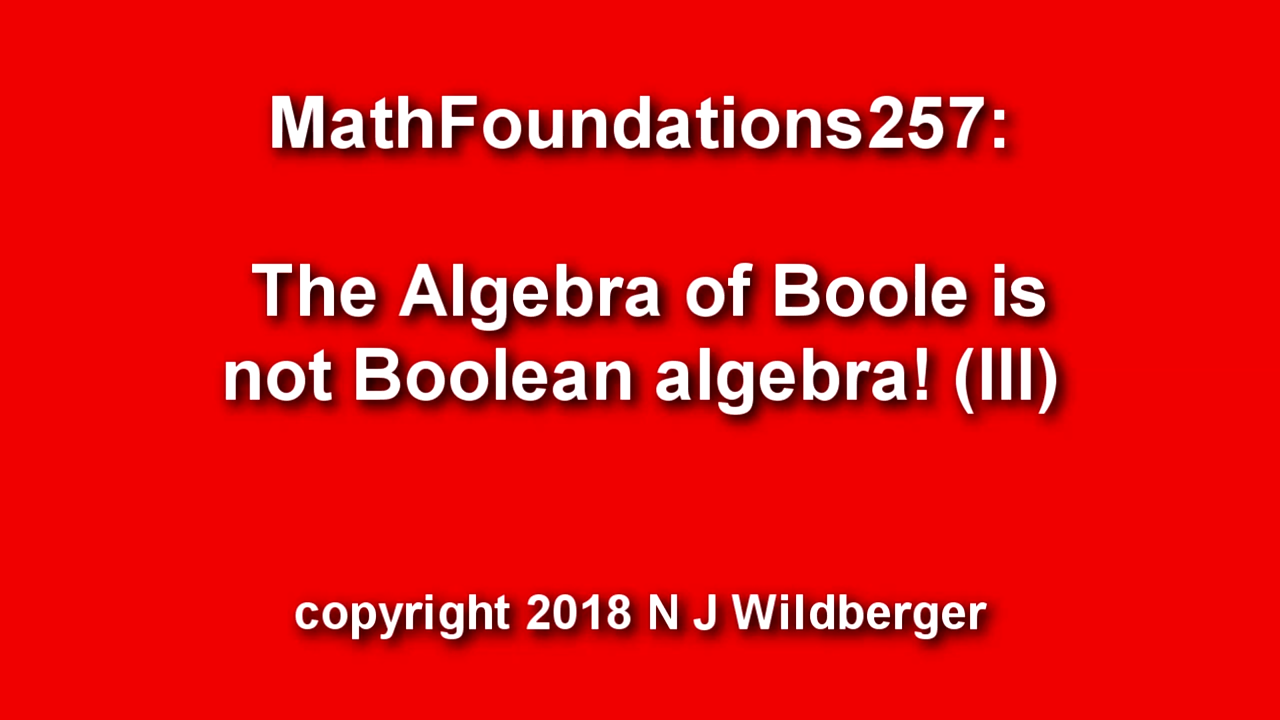 MathFoundations257:
The Algebra of Boole is
not Boolean algebra! (III)
copyright 2018 N J Wildberger